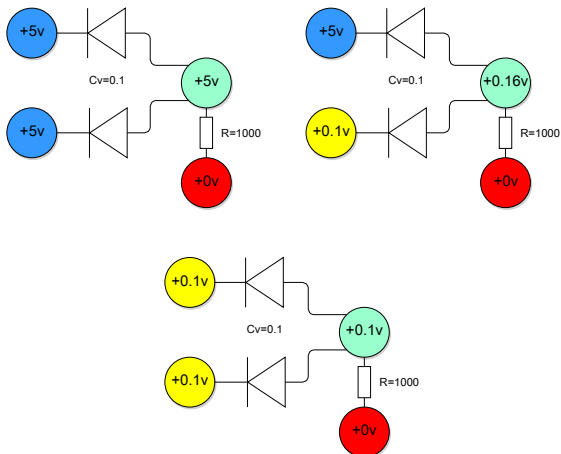 +5v
Cv=0.1
+5v
+5v
R=1000
+0v
+5v
Cv=0.1
+0.16v
+0.1v
R=1000
+0v
+0.1v
Cv=0.1
+0.1v
+0.1v
R=1000
+0v